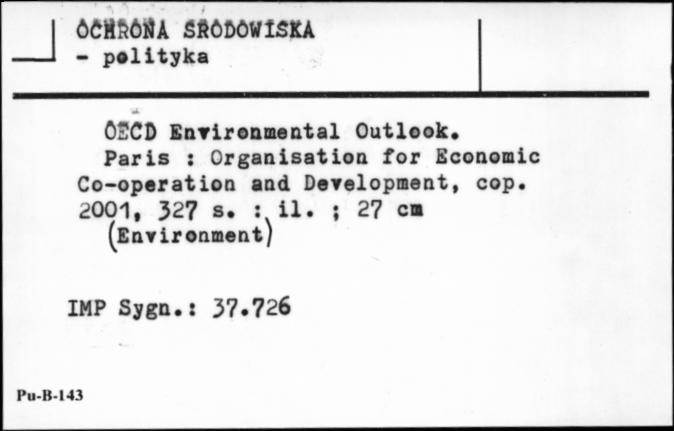 OCHRONA ŚRODOWISKA
- polityka
OECD Environmental Outlook.
Paris : Organisation for Economic
Co-operation and Development, cop.
2001, 327 s. : il. ; 27 cm
(Environment)
IMP Sygn.: 37.726
Pu-B-143